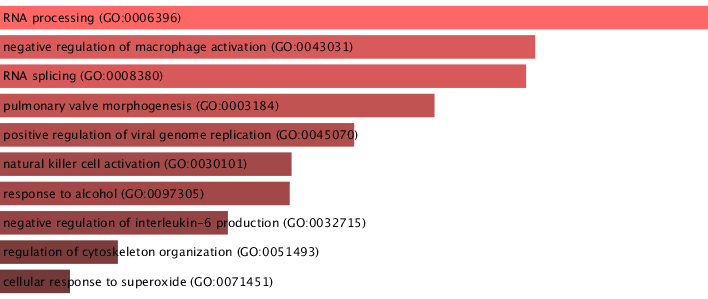 RNA processing (GO:0006396)
negative regulation of macrophage activation (GO:0043031)
RNA splicing (GO:0008380)
pulmonary valve morphogenesis (GO:0003184)
positive regulation of viral genome replication (GO:0045070)
natural killer cell activation (GO:0030101)
response to alcohol (GO:0097305)
negative regulation of interleukin-6 production (GO:0032715)
regulation of cytoskeleton organization (GO:0051493)
cellular response to superoxide (GO:0071451)